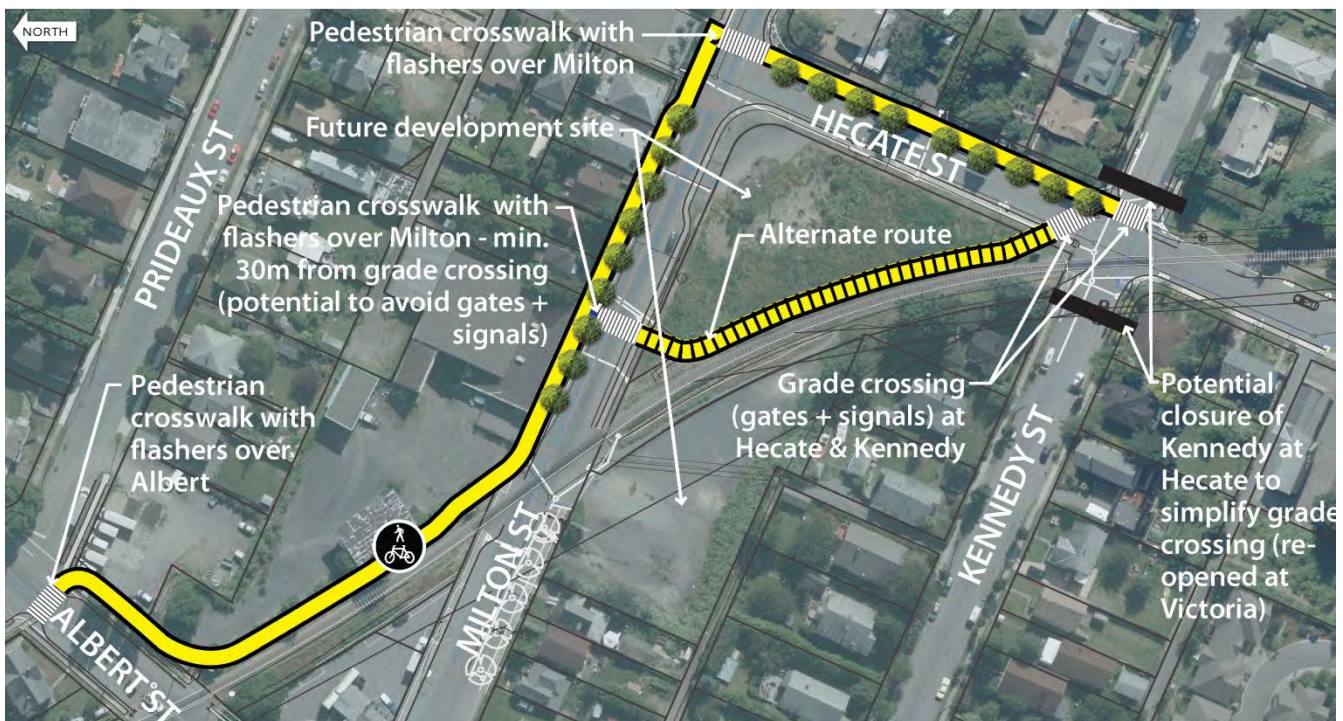 NORTH
Pedestrian crosswalk with
flashers over Milton
Future development site
HECATE ST
PRIDEAUX ST
Pedestrian crosswalk with
flashers over Milton - min.
30m from grade crossing
(potential to avoid gates +
signals)
Alternate route
Pedestrian
crosswalk with
flashers over
Albert
Grade crossing
(gates + signals) at
Hecate & Kennedy
Potential
closure of
Kennedy at
Hecate to
simplify grade
crossing (re-
opened at
Victoria)
KENNEDY ST
MILTON ST
ALBERT ST